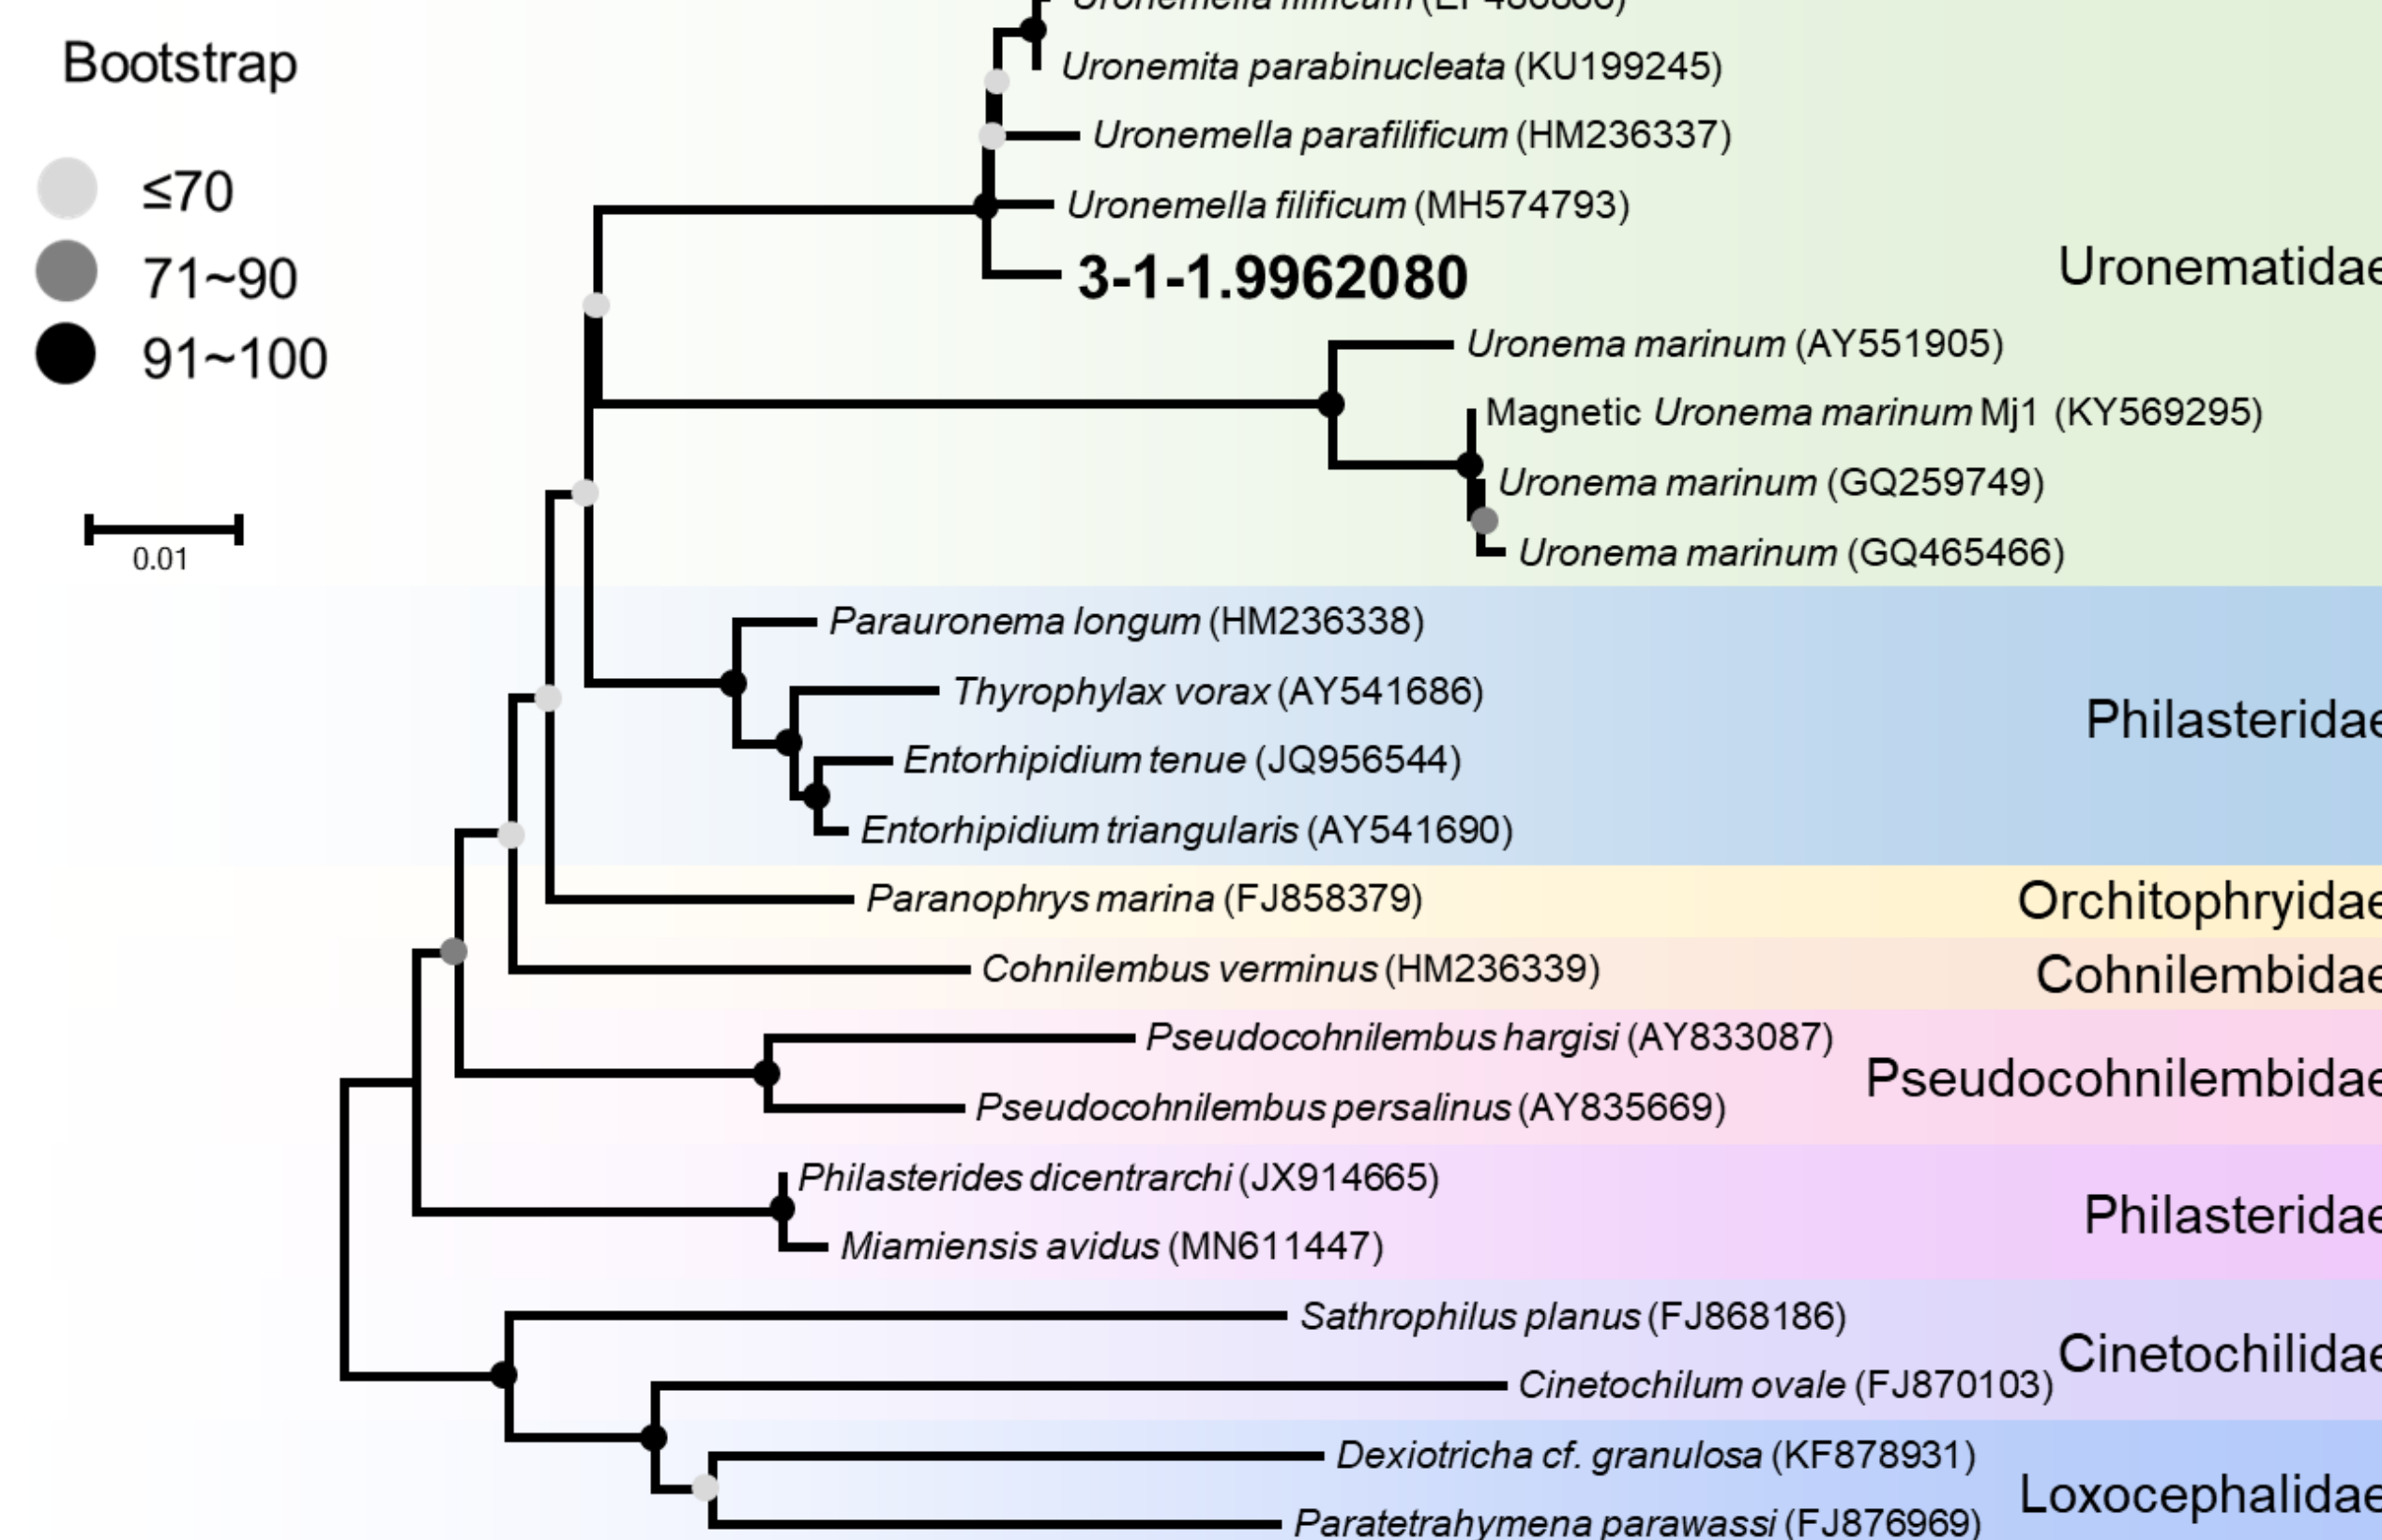 Bootstrap
≤70
71~90
91~100
0.01
Uronemita parabinucleata (KU199245)
Uronemella parafilificum (HM236337)
Uronemella filificum (MH574793)
3-1-1.9962080
Uronematidae
Uronema marinum (AY551905)
Magnetic Uronema marinum Mj1 (KY569295)
Uronema marinum (GQ259749)
Uronema marinum (GQ465466)
Parauronema longum (HM236338)
Thyrophylax vorax (AY541686)
Philasteridae
Entorhipidium tenue (JQ956544)
Entorhipidium triangularis (AY541690)
Paranophrys marina (FJ858379)
Orchitophryidae
Cohnilembus verminus (HM236339)
Cohnilembidae
Pseudocohnilembus hargisi (AY833087)
Pseudocohnilembidae
Pseudocohnilembus persalinus (AY835669)
Philasterides dicentrarchi (JX914665)
Philasteridae
Miamiensis avidus (MN611447)
Sathrophilus planus (FJ868186)
Cinetochilidae
Cinetochilum ovale (FJ870103)
Dexiotricha cf. granulosa (KF878931)
Loxocephalidae
Paratetrahymena parawassi (FJ876969)